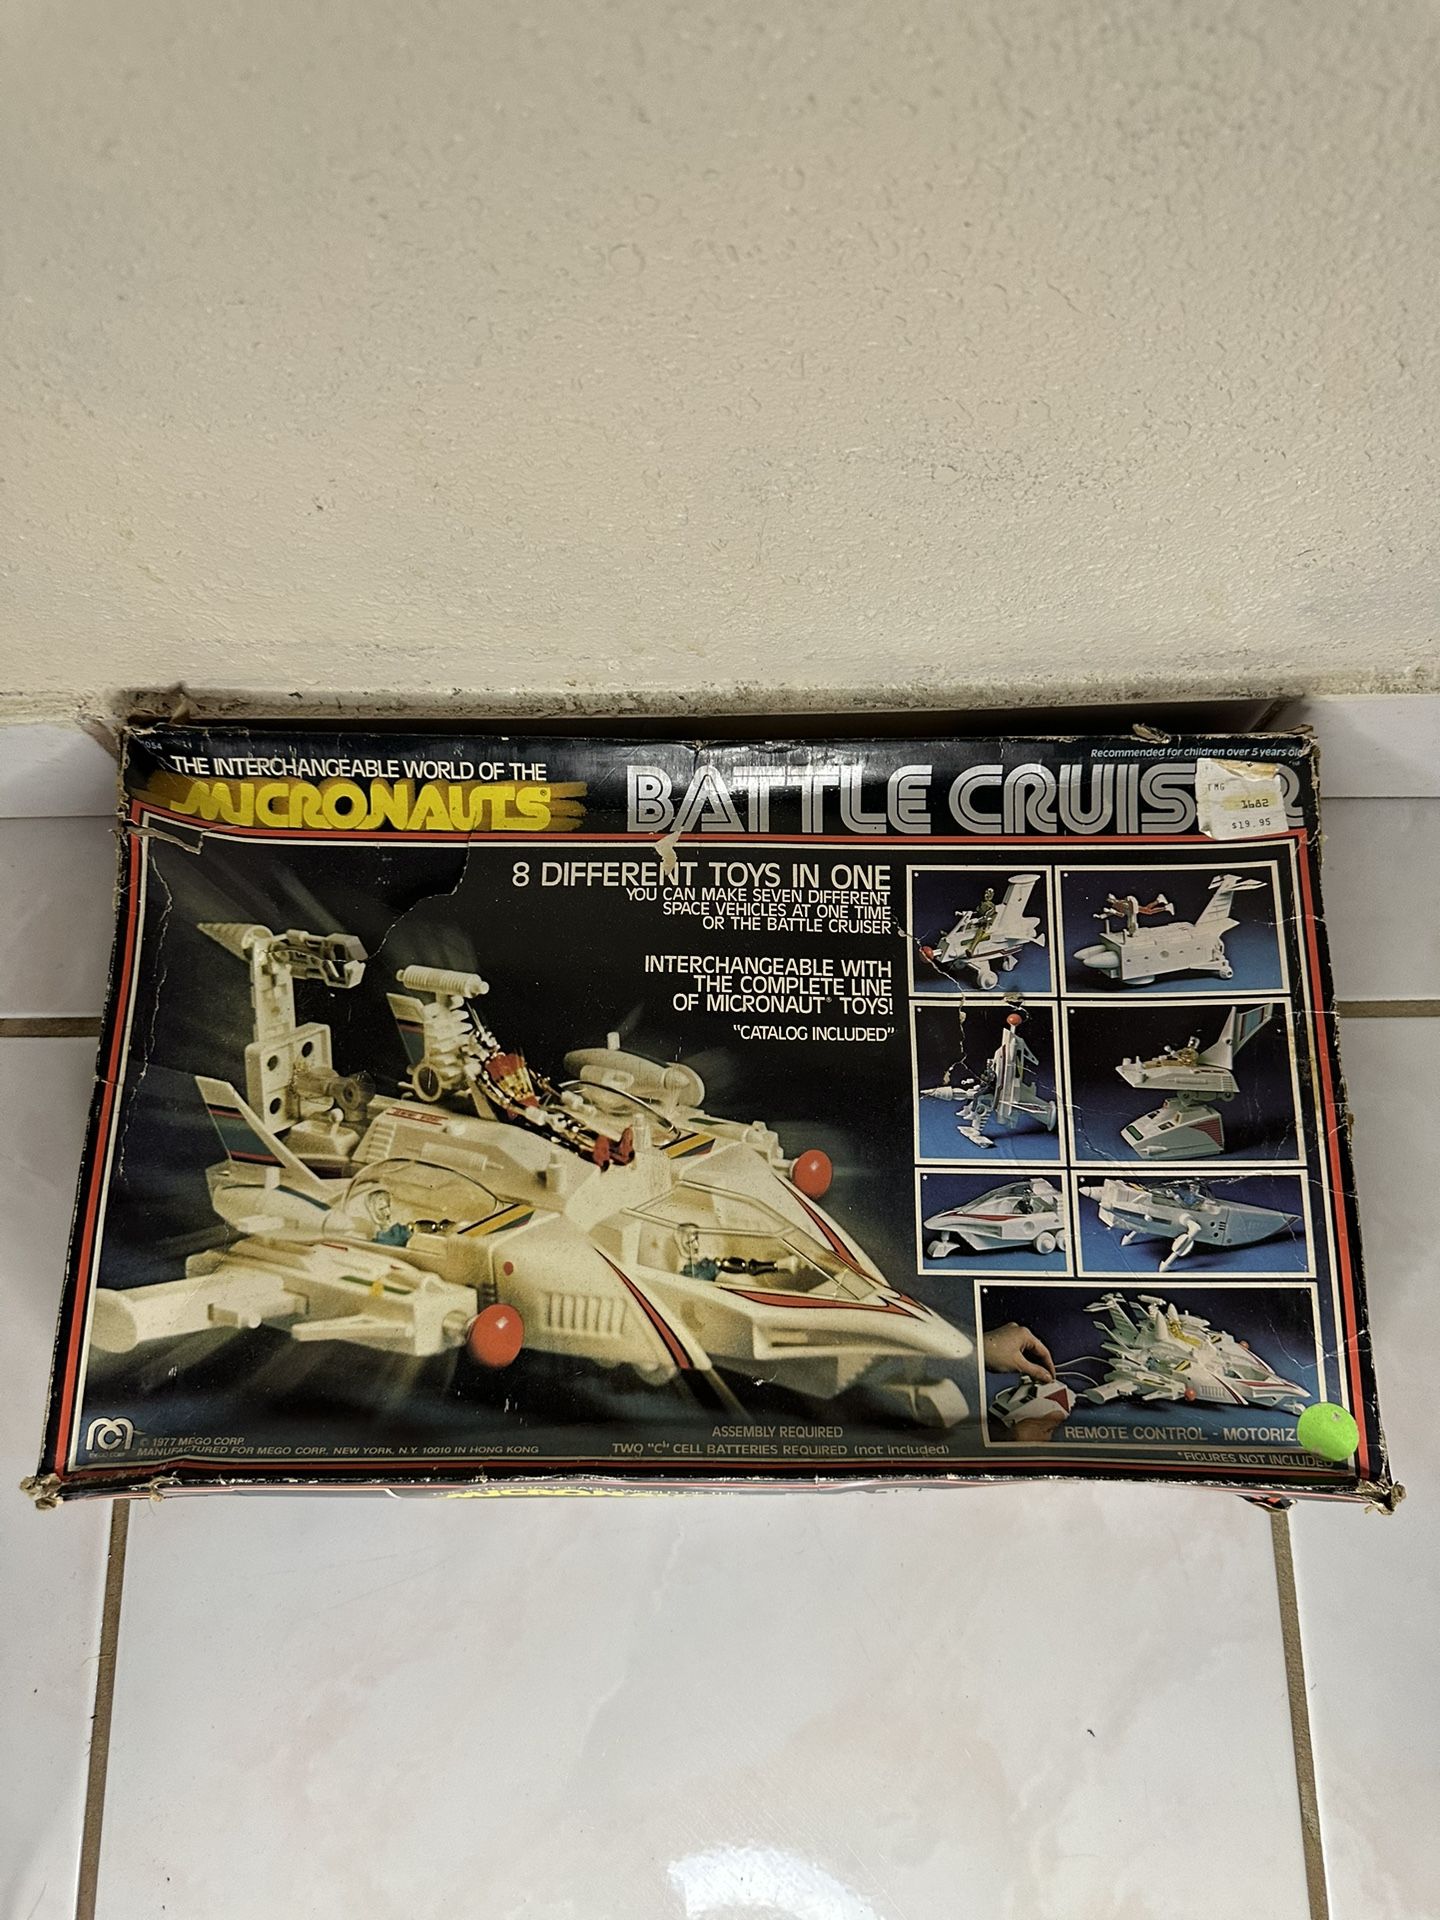 Recommended for children over 5 years old
THE INTERCHANGEABLE WORLD OF THE
MICRONAUTS®
BATTLE CRUISER
TMG
1682
$19.95
8 DIFFERENT TOYS IN ONE
YOU CAN MAKE SEVEN DIFFERENT
SPACE VEHICLES AT ONE TIME
OR THE BATTLE CRUISER
INTERCHANGEABLE WITH
THE COMPLETE LINE
OF MICRONAUT® TOYS!
"CATALOG INCLUDED"
MEGO CORP
© 1977 MEGO CORP.
MANUFACTURED FOR MEGO CORP., NEW YORK, N.Y. 10010 IN HONG KONG
ASSEMBLY REQUIRED
TWO "C" CELL BATTERIES REQUIRED (not included)
REMOTE CONTROL - MOTORIZ
*FIGURES NOT INCLUDED